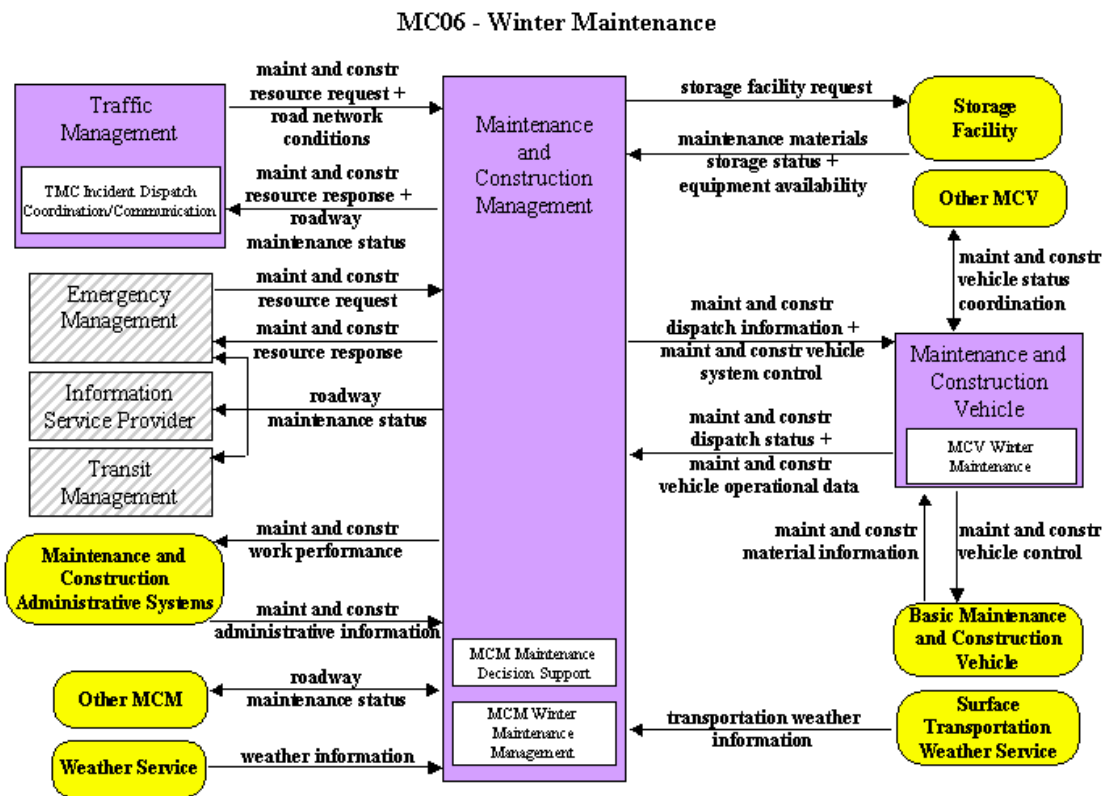 MC06 - Winter Maintenance
Traffic
Management
TMC Incident Dispatch
Coordination/Communication
maint and constr
resource request +
road network
conditions
maint and constr
resource response +
roadway
maintenance status
Emergency
Management
maint and constr
resource request
maint and constr
resource response
Information
Service Provider
roadway
maintenance status
Transit
Management
maint and constr
work performance
Maintenance and
Construction
Administrative Systems
maint and constr
administrative information
Other MCM
roadway
maintenance status
Weather Service
weather information
Maintenance
and
Construction
Management
MCM Maintenance
Decision Support
MCM Winter
Maintenance
Management
storage facility request
Storage
Facility
maintenance materials
storage status +
equipment availability
Other MCV
maint and constr
vehicle status
coordination
maint and constr
dispatch information +
maint and constr vehicle
system control
Maintenance and
Construction
Vehicle
MCV Winter
Maintenance
maint and constr
dispatch status +
maint and constr
vehicle operational data
maint and constr
material information
maint and constr
vehicle control
Basic Maintenance
and Construction
Vehicle
transportation weather
information
Surface
Transportation
Weather Service